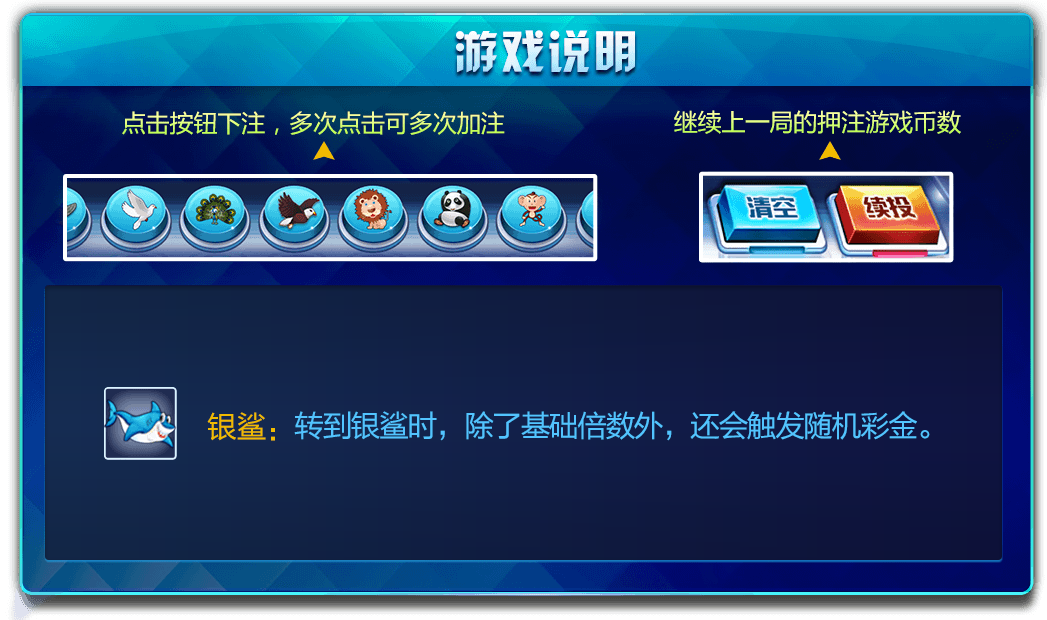 游戏说明
点击按钮下注，多次点击可多次加注
继续上一局的押注游戏币数
清空
续投
银鲨：转到银鲨时，除了基础倍数外，还会触发随机彩金。